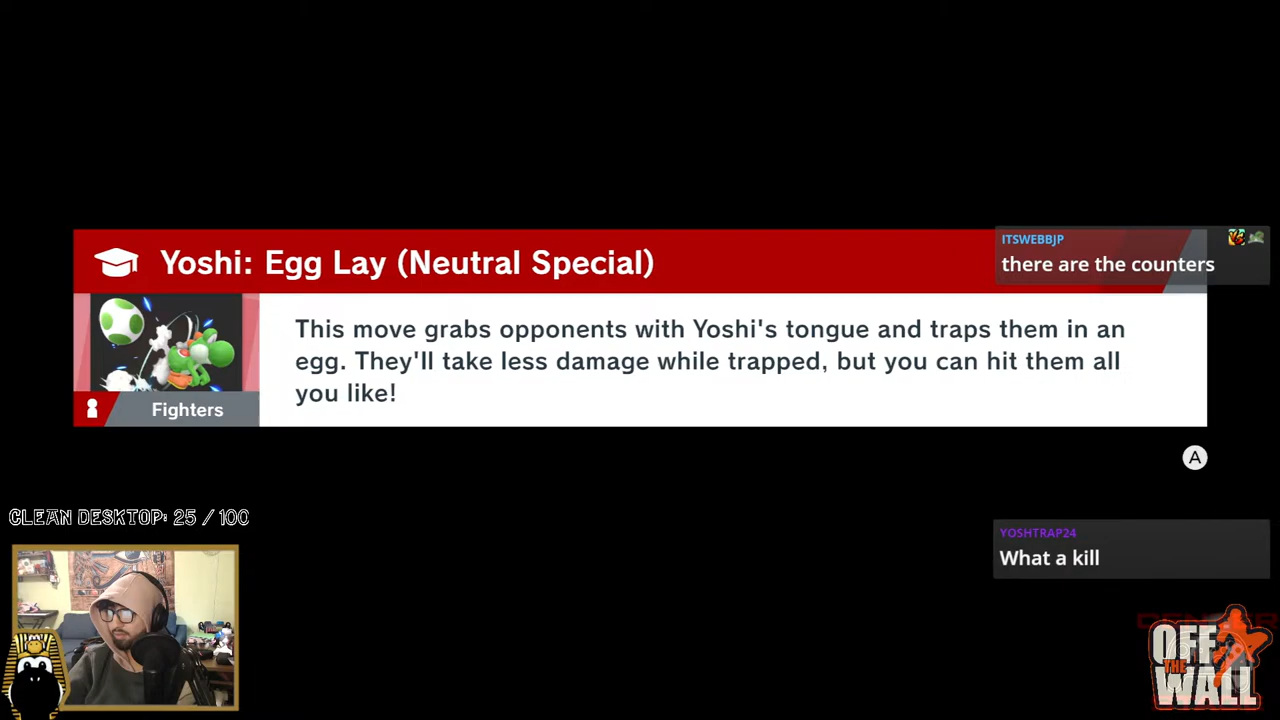 Yoshi: Egg Lay (Neutral Special)
ITSWEBBJP
there are the counters
This move grabs opponents with Yoshi's tongue and traps them in an
egg. They'll take less damage while trapped, but you can hit them all
you like!
Fighters
A
CLEAN DESKTOP: 25 / 100
YOSHTRAP24
What a kill
OFF
THE
WALL